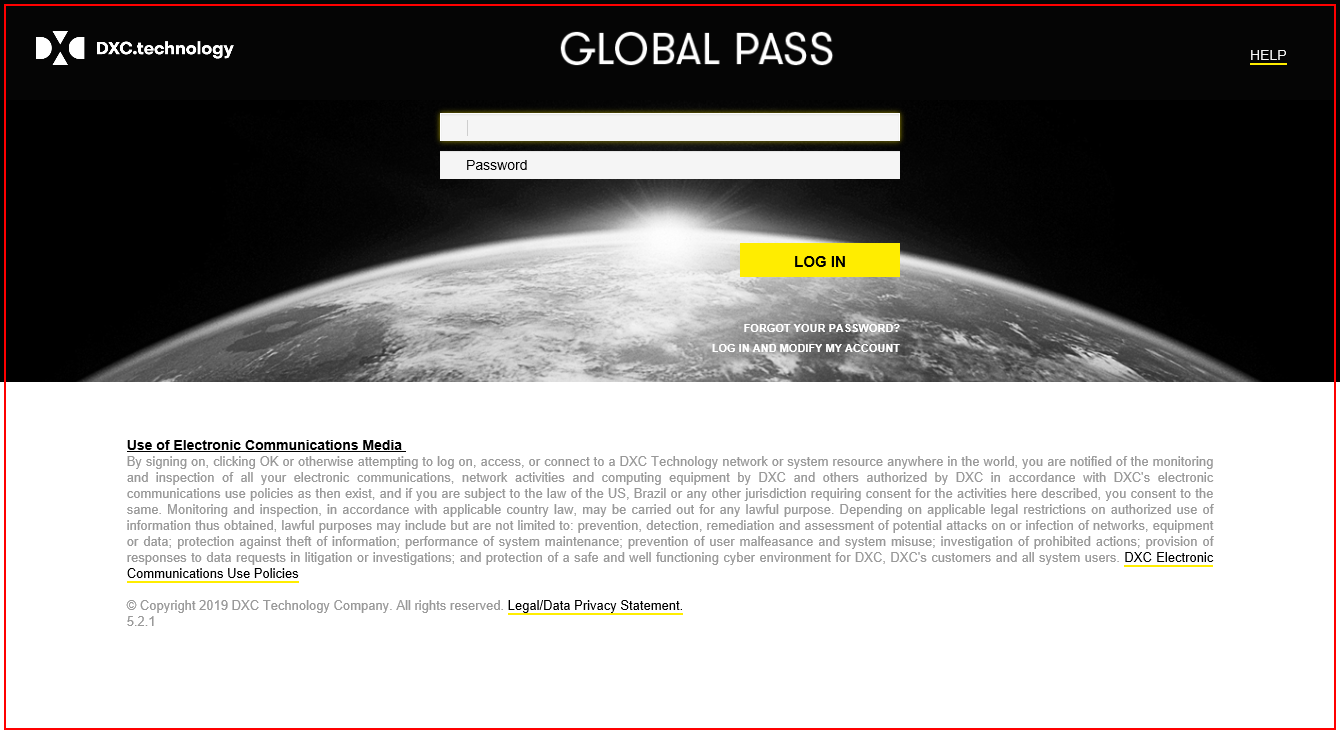 DXC.technology
GLOBAL PASS
HELP
Password
LOG IN
FORGOT YOUR PASSWORD?
LOG IN AND MODIFY MY ACCOUNT
Use of Electronic Communications Media
By signing on, clicking OK or otherwise attempting to log on, access, or connect to a DXC Technology network or system resource anywhere in the world, you are notified of the monitoring
and inspection of all your electronic communications, network activities and computing equipment by DXC and others authorized by DXC in accordance with DXC's electronic
communications use policies as then exist, and if you are subject to the law of the US, Brazil or any other jurisdiction requiring consent for the activities here described, you consent to the
same. Monitoring and inspection, in accordance with applicable country law, may be carried out for any lawful purpose. Depending on applicable legal restrictions on authorized use of
information thus obtained, lawful purposes may include but are not limited to: prevention, detection, remediation and assessment of potential attacks on or infection of networks, equipment
or data; protection against theft of information; performance of system maintenance; prevention of user malfeasance and system misuse; investigation of prohibited actions; provision of
responses to data requests in litigation or investigations; and protection of a safe and well functioning cyber environment for DXC, DXC's customers and all system users. DXC Electronic
Communications Use Policies
© Copyright 2019 DXC Technology Company. All rights reserved. Legal/Data Privacy Statement.
5.2.1